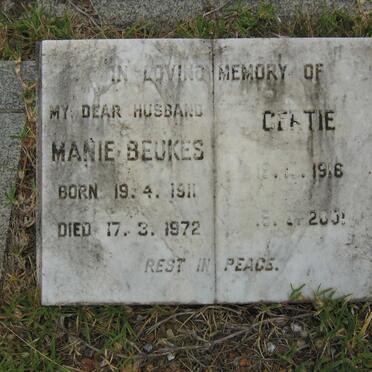 IN LOVING MEMORY OF
MY DEAR HUSBAND
MANIE BEUKES
BORN 19.4.1911
DIED 17.3.1972
1916
REST IN PEACE.